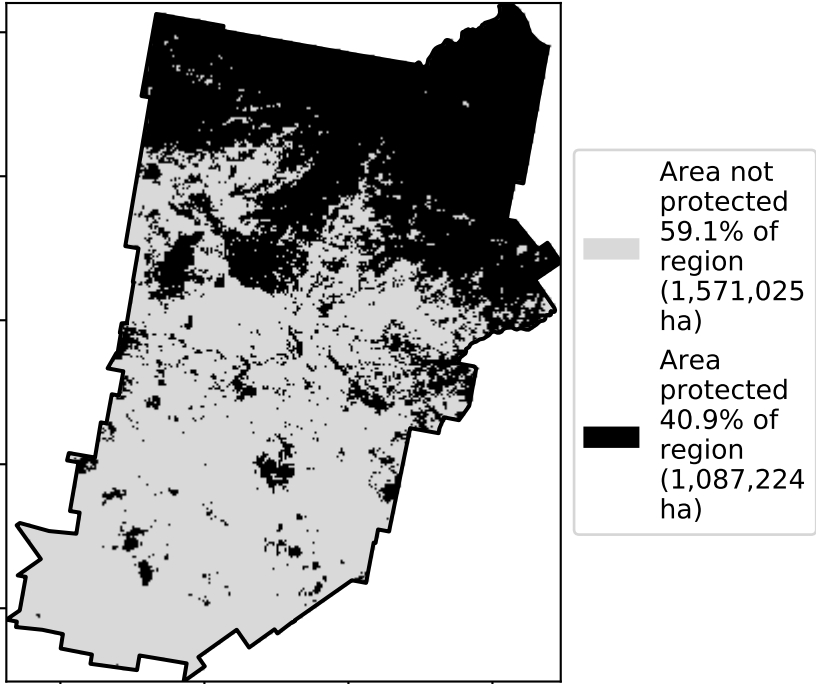 Area not
protected
59.1% of
region
(1,571,025
ha)
Area
protected
40.9% of
region
(1,087,224
ha)